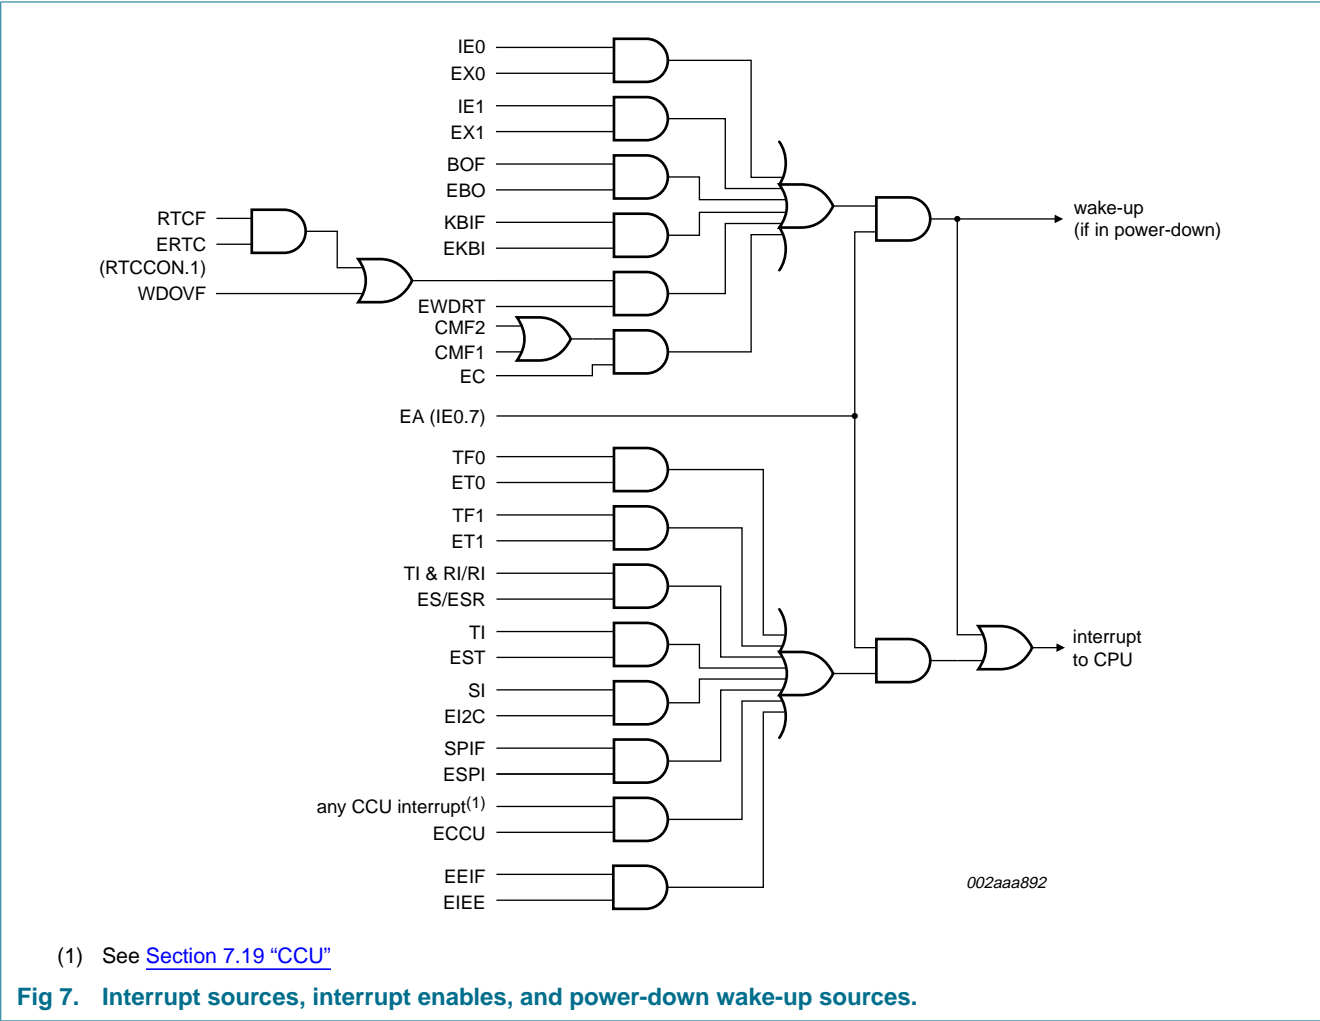 IE0
EX0
IE1
EX1
BOF
EBO
KBIF
EKBI
RTCF
ERTC
(RTCCON.1)
WDOVF
EWDRT
CMF2
CMF1
EC
EA (IE0.7)
wake-up
(if in power-down)
TF0
ET0
TF1
ET1
TI & RI/RI
ES/ESR
TI
EST
SI
EI2C
SPIF
ESPI
any CCU interrupt(1)
ECCU
EEIF
EIEE
interrupt
to CPU
002aaa892
(1) See Section 7.19 “CCU”
Fig 7. Interrupt sources, interrupt enables, and power-down wake-up sources.